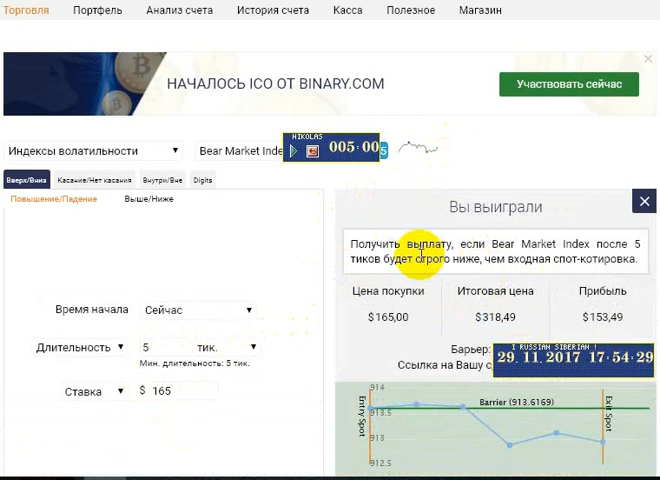 Торговля Портфель Анализ счета История счета Касса Полезное Магазин
НАЧАЛОСЬ ICO ОТ BINARY.COM
Участвовать сейчас
Индексы волатильности
Bear Market Inde
NIKOLAS
005:00
5
Вверх/Вниз Касание/Нет касания Внутри/Вне Digits
Повышение/Падение Выше/Ниже
Время начала Сейчас
Длительность 5 тик.
Мин. длительность: 5 тик.
Ставка $ 165
Вы выиграли
Получить выплату, если Bear Market Index после 5
тиков будет строго ниже, чем входная спот-котировка.
Цена покупки Итоговая цена Прибыль
$165,00 $318,49 $153,49
Барьер:
I RUSSIAN SIBERIAN !
29.11.2017 17:54:29
Ссылка на Вашу с
914
913.5
913
912.5
Entry Spot
Barrier (913.6169)
Exit Spot